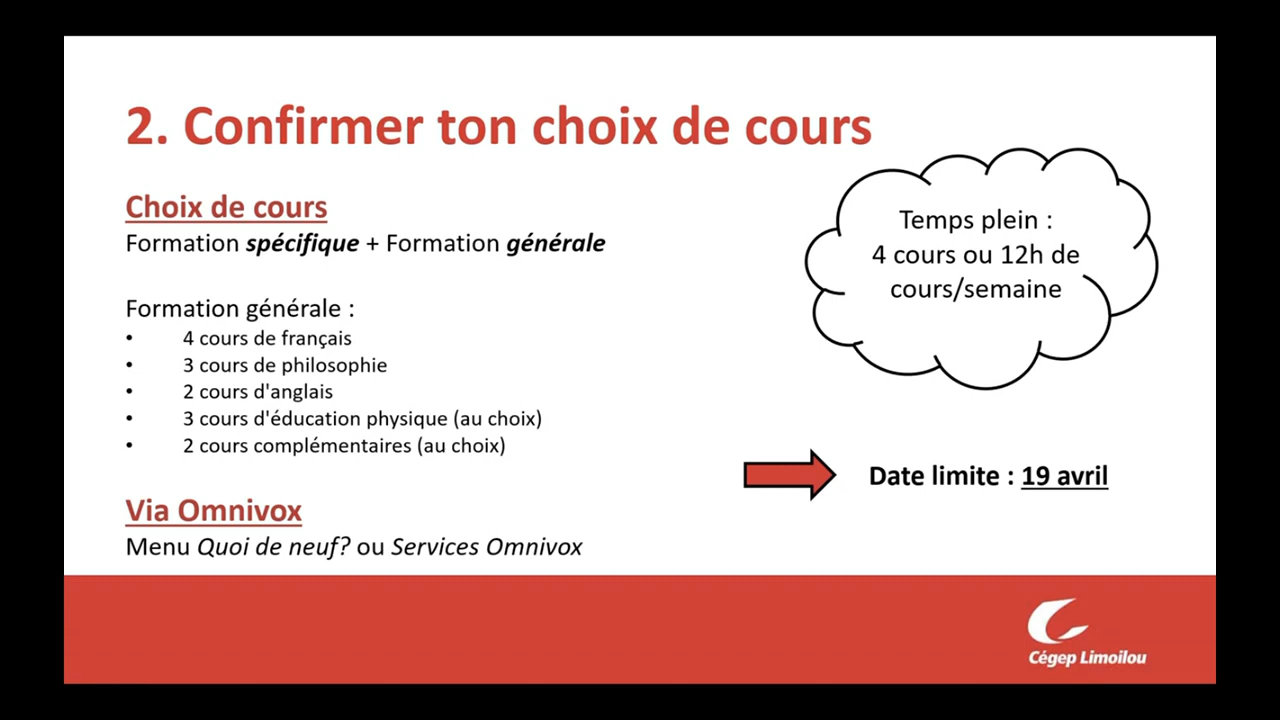 2. Confirmer ton choix de cours
Choix de cours
Formation spécifique + Formation générale
Formation générale :
• 4 cours de français
• 3 cours de philosophie
• 2 cours d'anglais
• 3 cours d'éducation physique (au choix)
• 2 cours complémentaires (au choix)
Via Omnivox
Menu Quoi de neuf? ou Services Omnivox
Temps plein :
4 cours ou 12h de
cours/semaine
Date limite : 19 avril
Cégep Limoilou